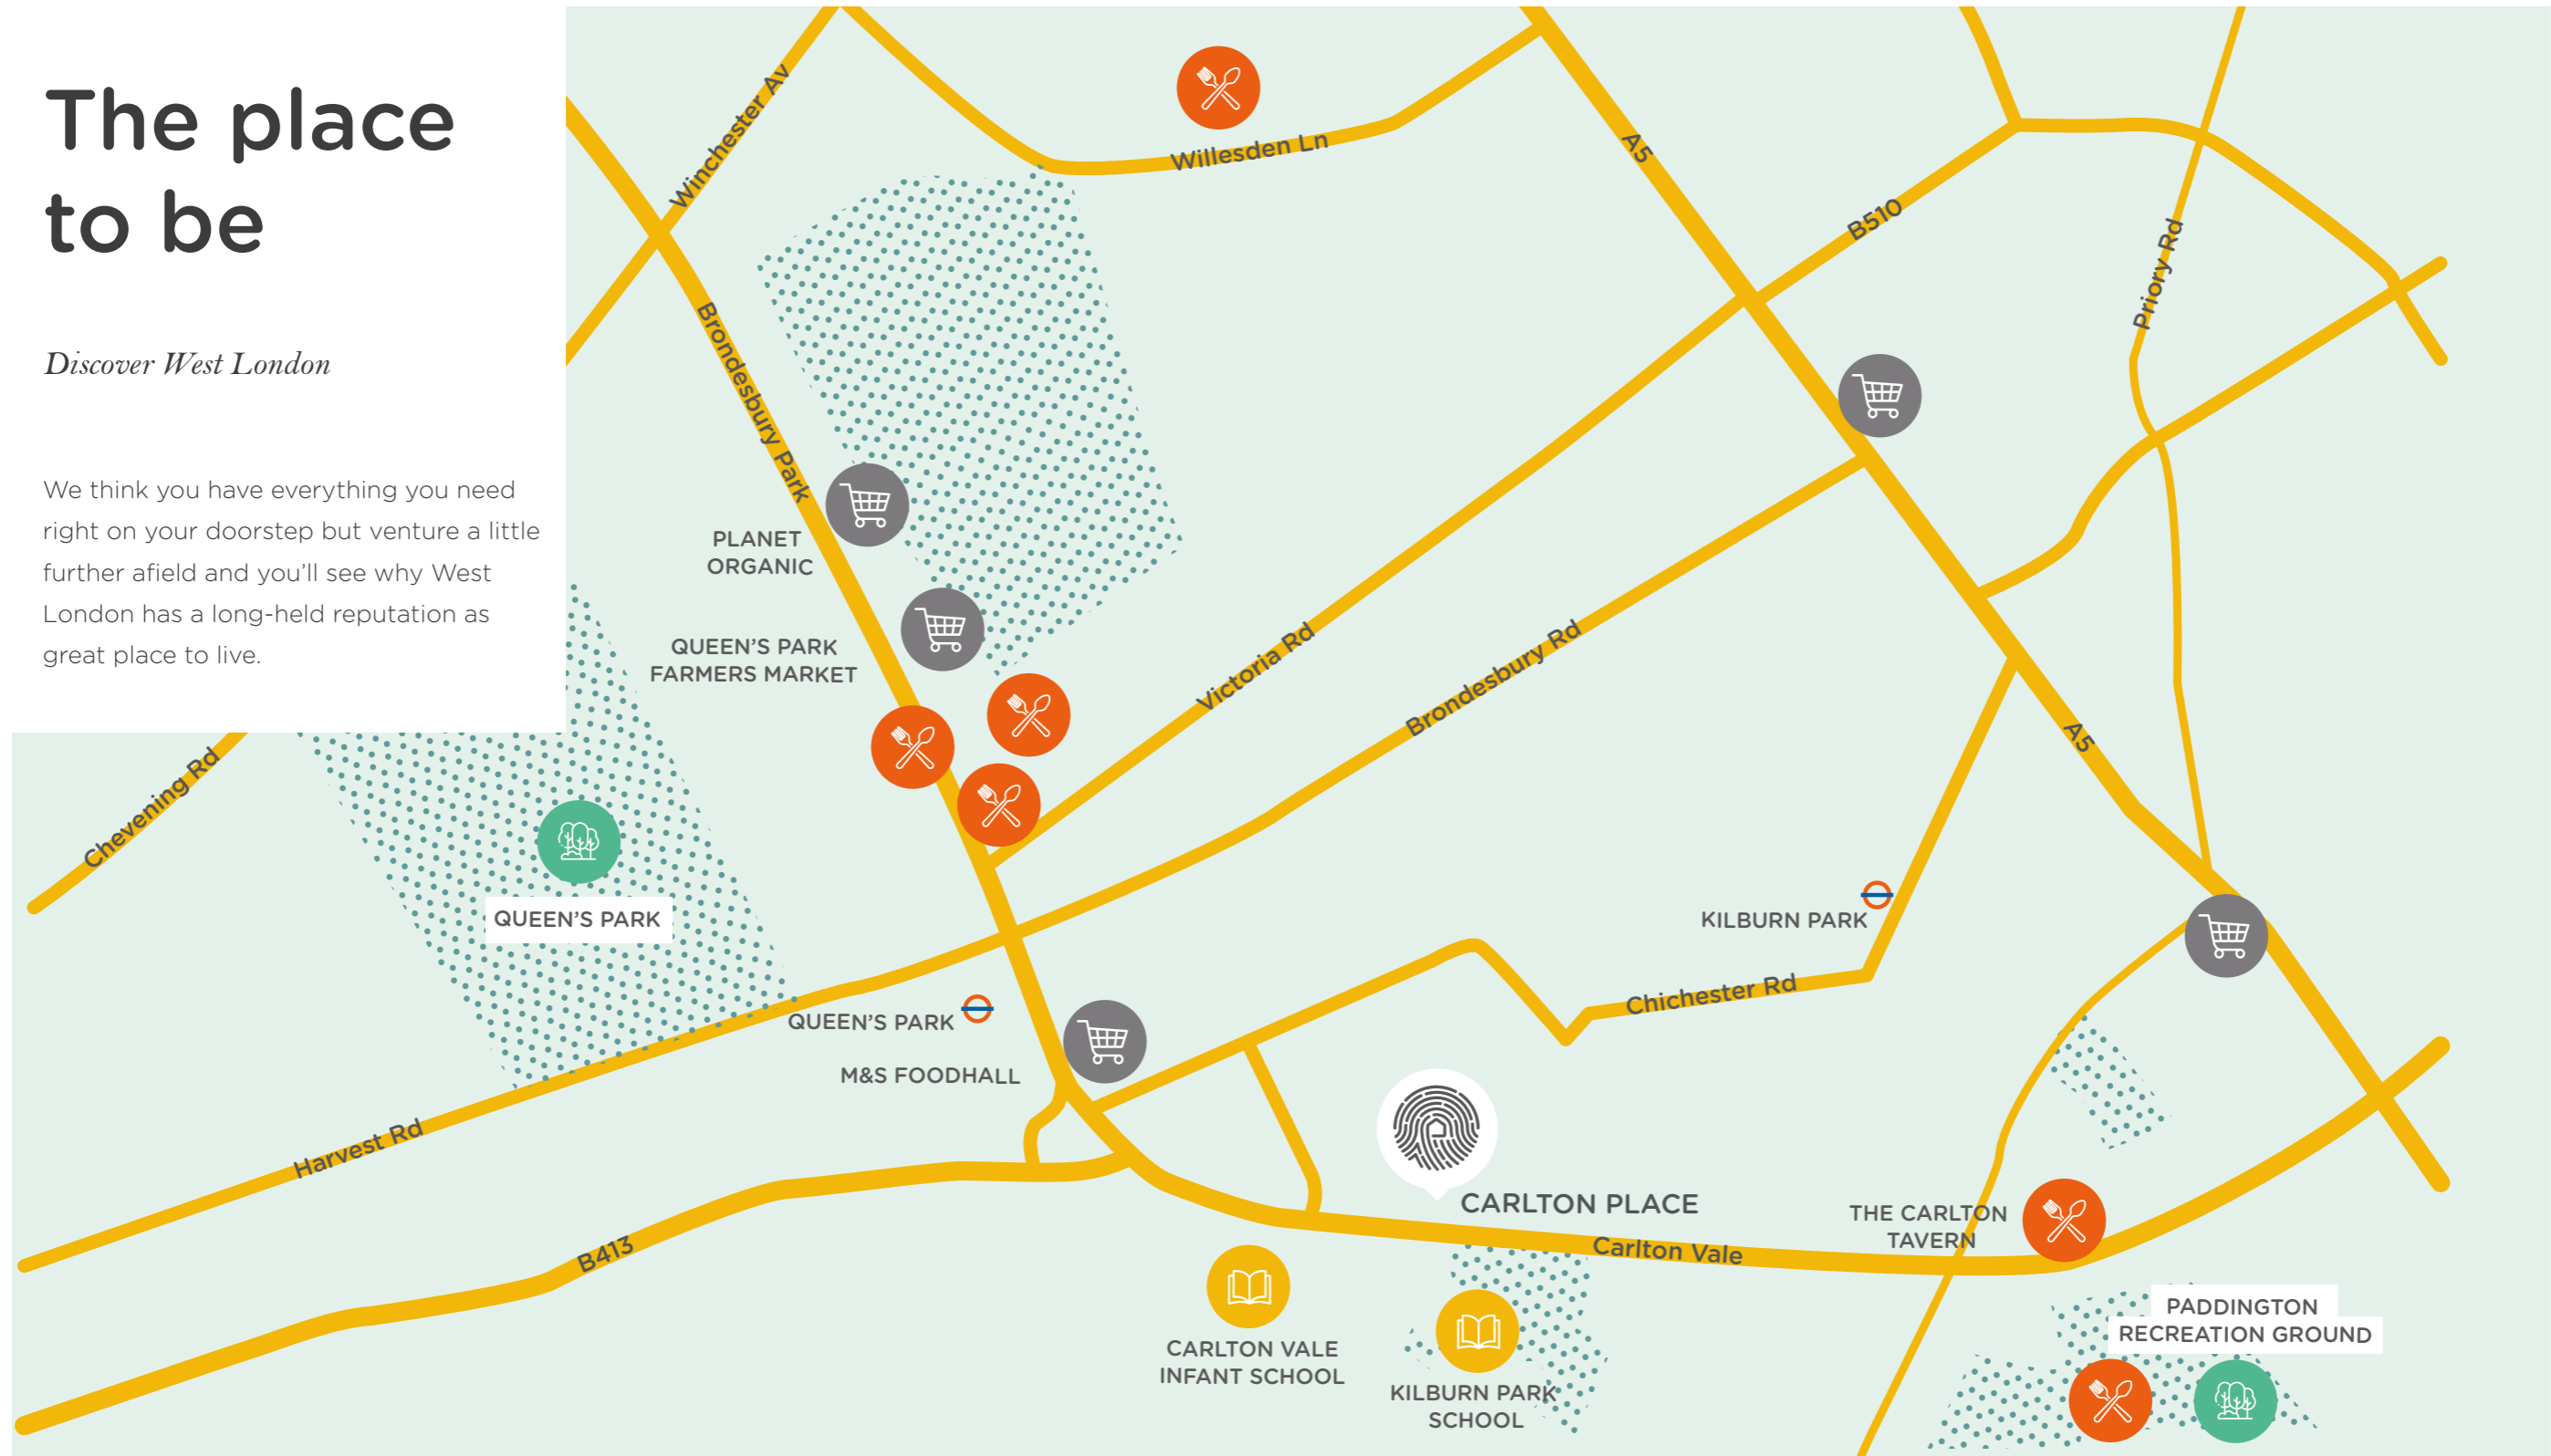 The place
to be
Discover West London
We think you have everything you need
right on your doorstep but venture a little
further afield and you'll see why West
London has a long-held reputation as
great place to live.
Winchester Av
Willesden Ln
A5
B510
Priory Rd
Brondesbury Park
PLANET
ORGANIC
QUEEN'S PARK
FARMERS MARKET
Victoria Rd
Brondesbury Rd
A5
Chevening Rd
QUEEN'S PARK
KILBURN PARK
Chichester Rd
QUEEN'S PARK
M&S FOODHALL
Harvest Rd
B413
CARLTON PLACE
Carlton Vale
THE CARLTON
TAVERN
CARLTON VALE
INFANT SCHOOL
KILBURN PARK
SCHOOL
PADDINGTON
RECREATION GROUND